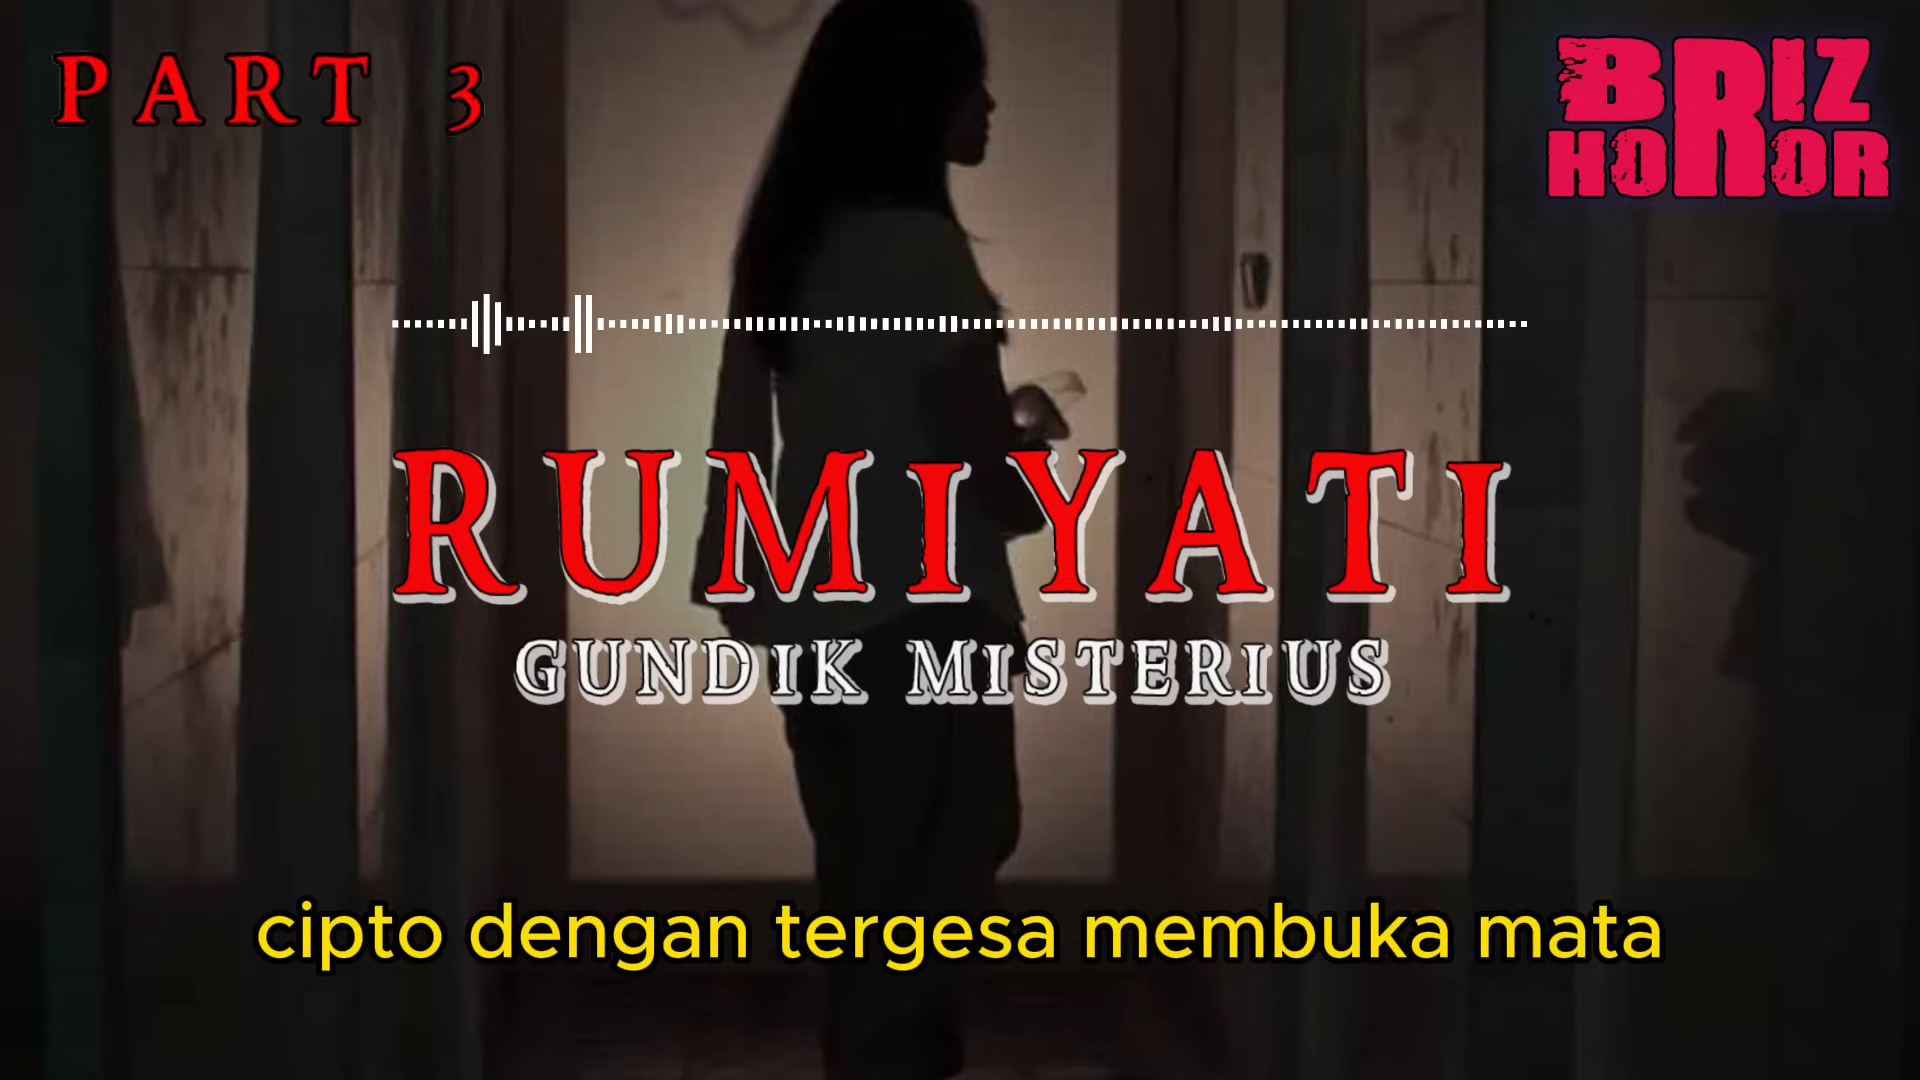 PART 3
BRIZ
HOROR
RUMIYATI
GUNDIK MISTERIUS
cipto dengan tergesa membuka mata